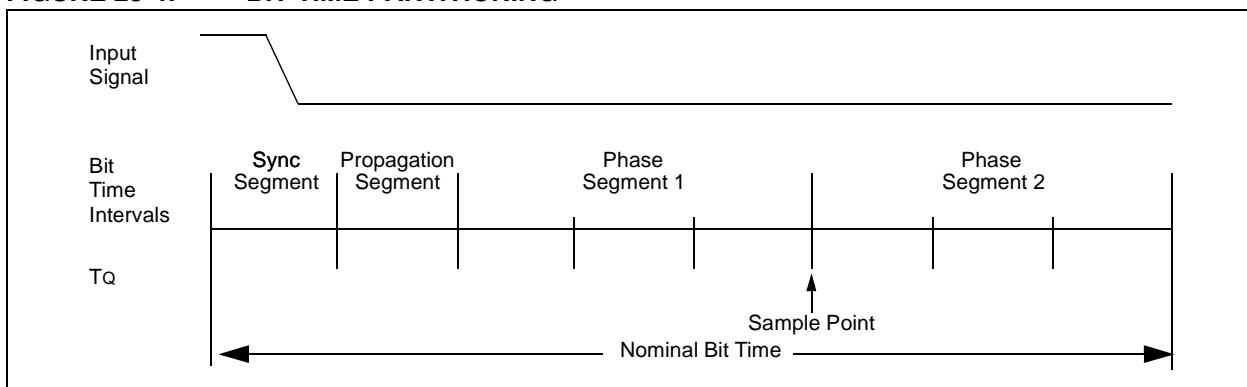 Input
Signal
Bit
Time
Intervals
Sync
Segment
Propagation
Segment
Phase
Segment 1
Phase
Segment 2
TQ
Sample Point
Nominal Bit Time